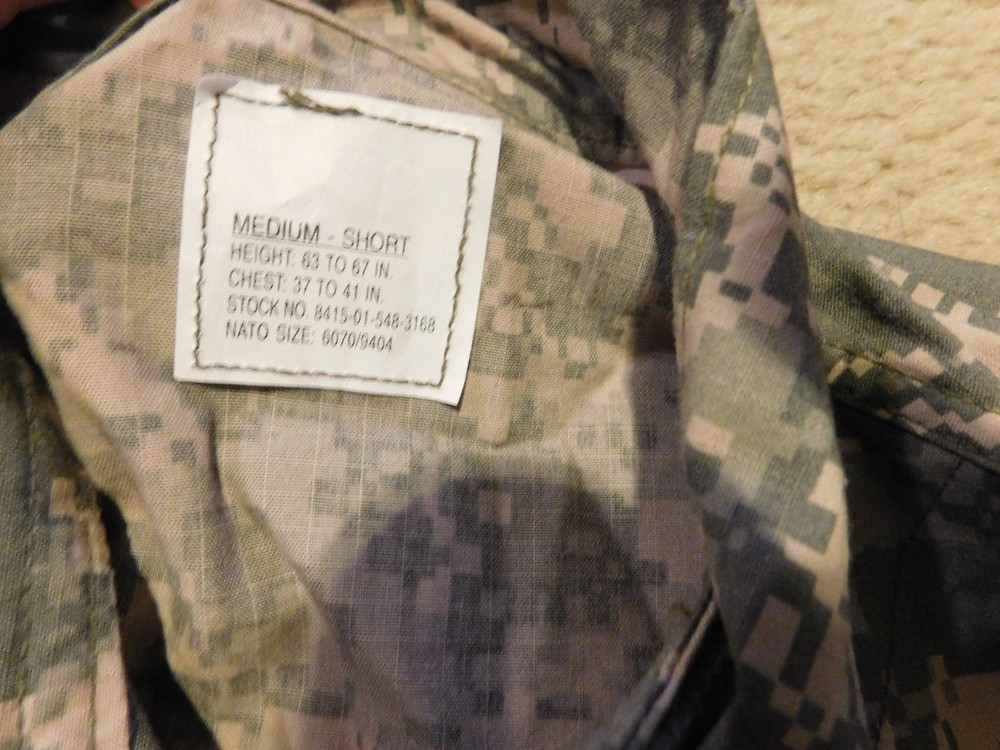 MEDIUM - SHORT
HEIGHT: 63 TO 67 IN.
CHEST: 37 TO 41 IN.
STOCK NO. 8415-01-548-3168
NATO SIZE: 6070/9404